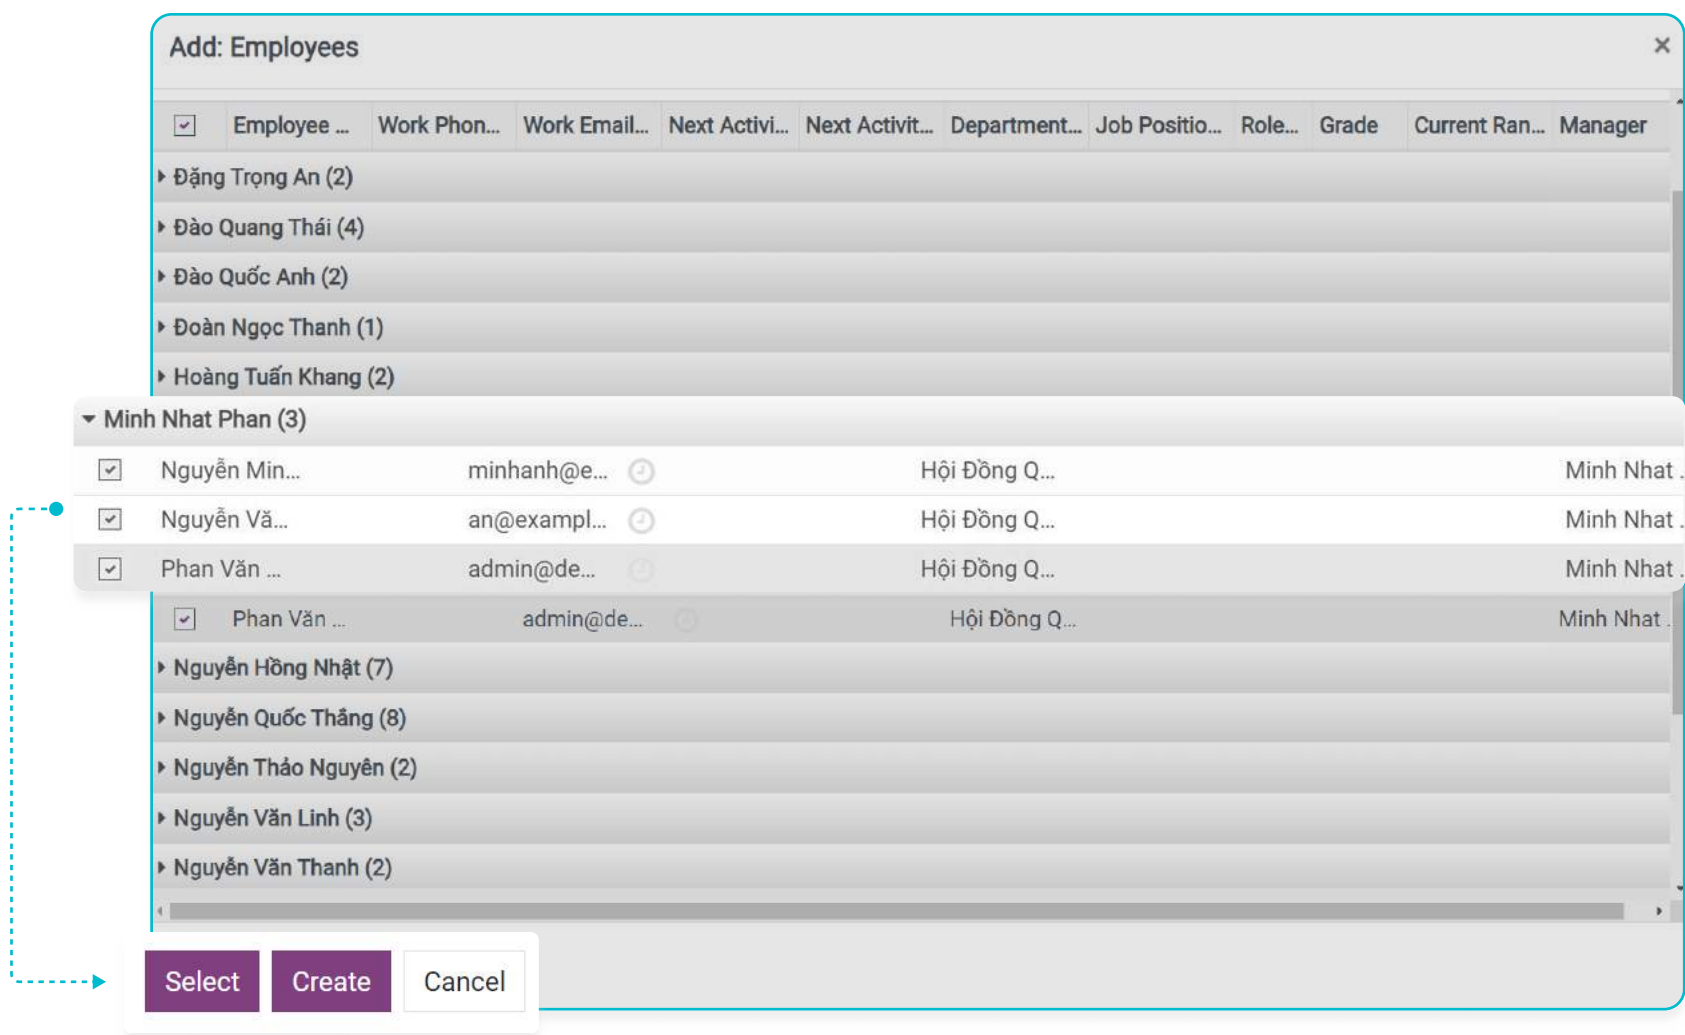 Add: Employees ×
Employee ... Work Phon... Work Email... Next Activi... Next Activit... Department... Job Positio... Role... Grade Current Ran... Manager
Đặng Trọng An (2)
Đào Quang Thái (4)
Đào Quốc Anh (2)
Đoàn Ngọc Thanh (1)
Hoàng Tuấn Khang (2)
Minh Nhat Phan (3)
Nguyễn Min... minhanh@e... Hội Đồng Q... Minh Nhat .
Nguyễn Vă... an@exampl... Hội Đồng Q... Minh Nhat .
Phan Văn ... admin@de... Hội Đồng Q... Minh Nhat .
Phan Văn ... admin@de... Hội Đồng Q... Minh Nhat .
Nguyễn Hồng Nhật (7)
Nguyễn Quốc Thắng (8)
Nguyễn Thảo Nguyên (2)
Nguyễn Văn Linh (3)
Nguyễn Văn Thanh (2)
Select Create Cancel